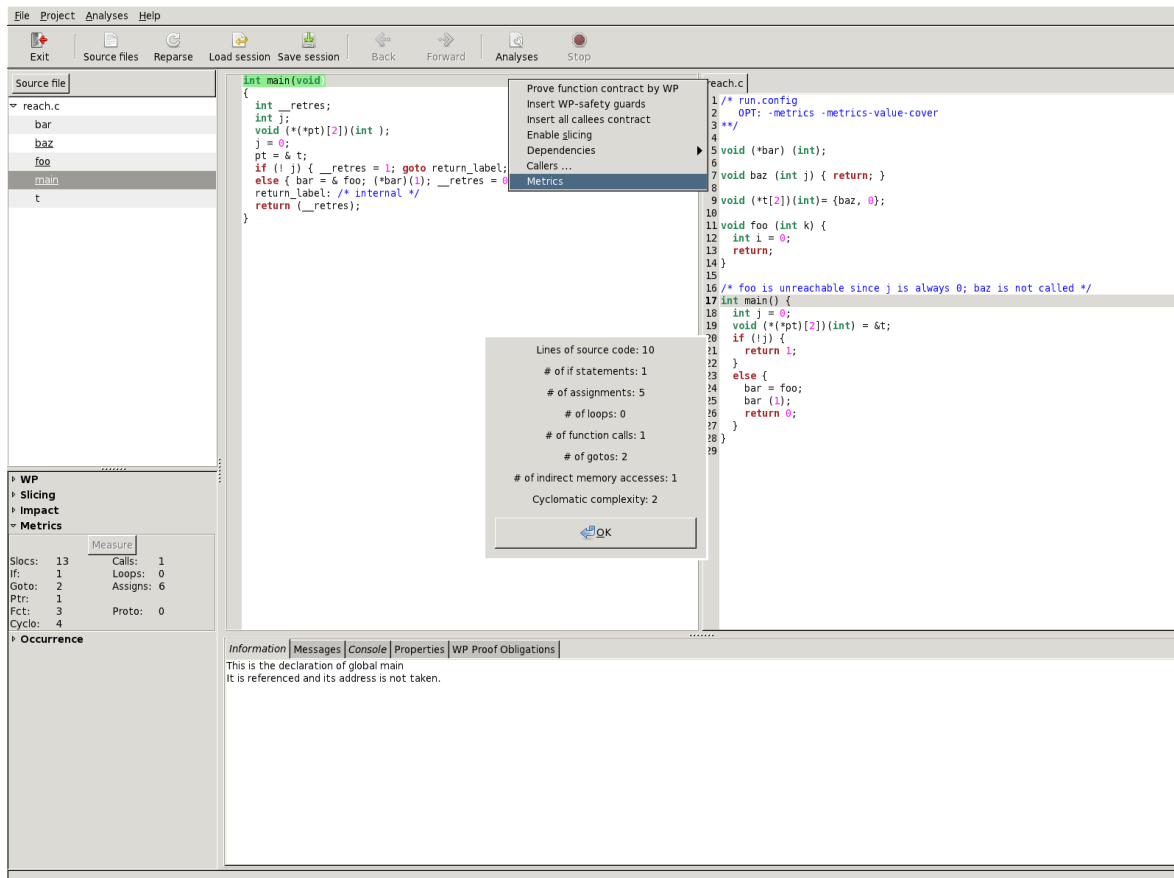 File Project Analyses Help
Exit Source files Reparse Load session Save session Back Forward Analyses Stop
Source file
reach.c
bar
baz
foo
main
t
int main(void
{
int __retres;
int j;
void (*(*pt)[2])(int );
j = 0;
pt = & t;
if (! j) { __retres = 1; goto return_label;
else { bar = & foo; (*bar)(1); __retres = 0
return_label: /* internal */
return (__retres);
}
Prove function contract by WP
Insert WP-safety guards
Insert all callees contract
Enable slicing
Dependencies
Callers ...
Metrics
reach.c
1 /* run.config
2 OPT: -metrics -metrics-value-cover
3 **/
4
5 void (*bar) (int);
6
7 void baz (int j) { return; }
8
9 void (*t[2])(int)= {baz, 0};
10
11 void foo (int k) {
12 int i = 0;
13 return;
14 }
15
16 /* foo is unreachable since j is always 0; baz is not called */
17 int main() {
18 int j = 0;
19 void (*(*pt)[2])(int) = &t;
20 if (!j) {
21 return 1;
22 }
23 else {
24 bar = foo;
25 bar (1);
26 return 0;
27 }
28 }
29
Lines of source code: 10
# of if statements: 1
# of assignments: 5
# of loops: 0
# of function calls: 1
# of gotos: 2
# of indirect memory accesses: 1
Cyclomatic complexity: 2
OK
WP
Slicing
Impact
Metrics
Measure
Slocs: 13 Calls: 1
If: 1 Loops: 0
Goto: 2 Assigns: 6
Ptr: 1
Fct: 3 Proto: 0
Cyclo: 4
Occurrence
Information Messages Console Properties WP Proof Obligations
This is the declaration of global main
It is referenced and its address is not taken.